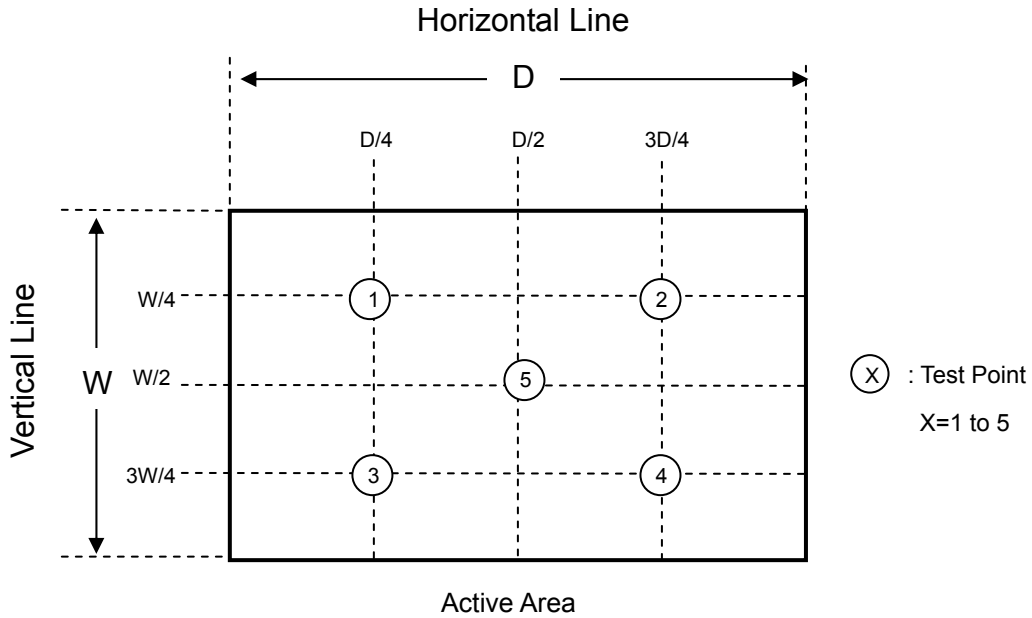 Horizontal Line
D
D/4 D/2 3D/4
Vertical Line
W
W/4
1 2
W/2
5
X : Test Point
X=1 to 5
3W/4
3 4
Active Area